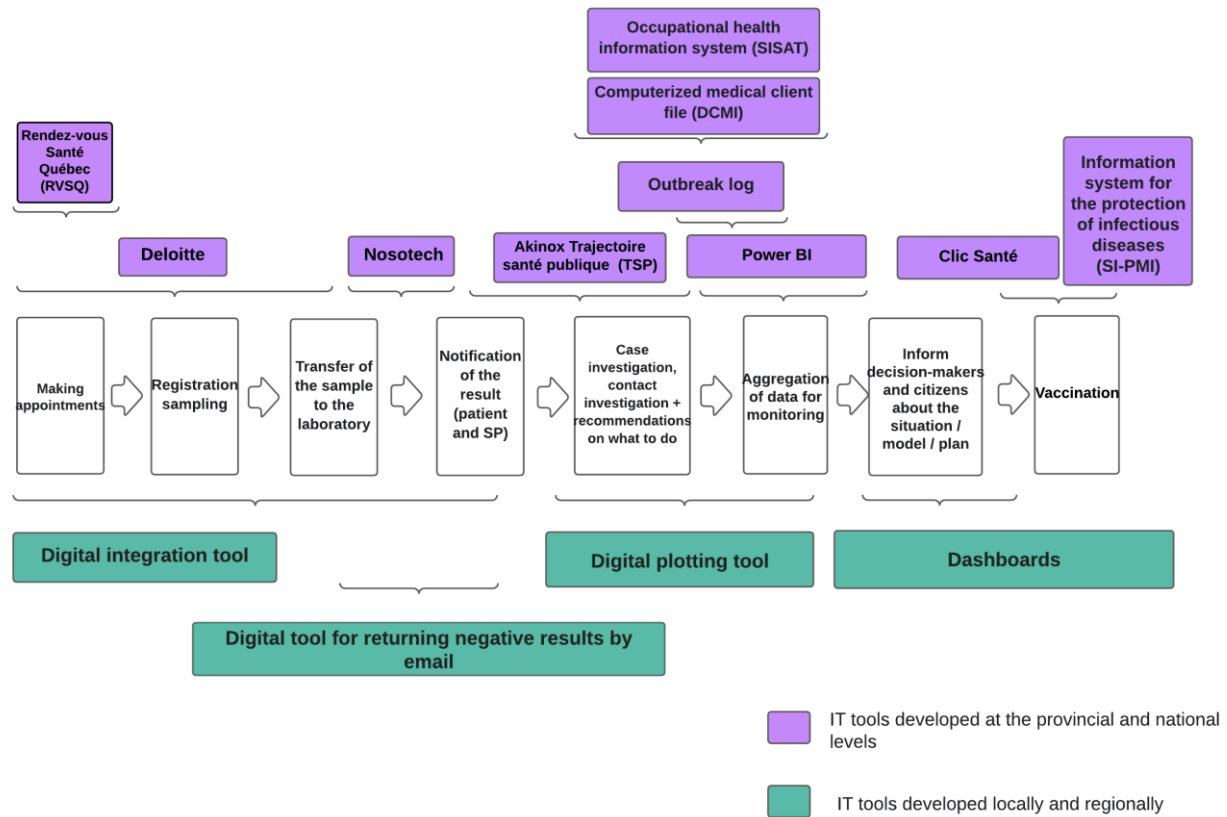 Occupational health
information system (SISAT)
Computerized medical client
file (DCMI)
Rendez-vous
Santé
Québec
(RVSQ)
Outbreak log
Information
system for
the protection
of infectious
diseases
(SI-PMI)
Deloitte
Nosotech
Akinox Trajectoire
santé publique (TSP)
Power BI
Clic Santé
Making
appointments
Registration
sampling
Transfer of
the sample
to the
laboratory
Notification
of the
result
(patient
and SP)
Case
investigation,
contact
investigation +
recommendations
on what to do
Aggregation
of data for
monitoring
Inform
decision-makers
and citizens
about the
situation /
model / plan
Vaccination
Digital integration tool
Digital plotting tool
Dashboards
Digital tool for returning negative results by
email
IT tools developed at the provincial and national
levels
IT tools developed locally and regionally